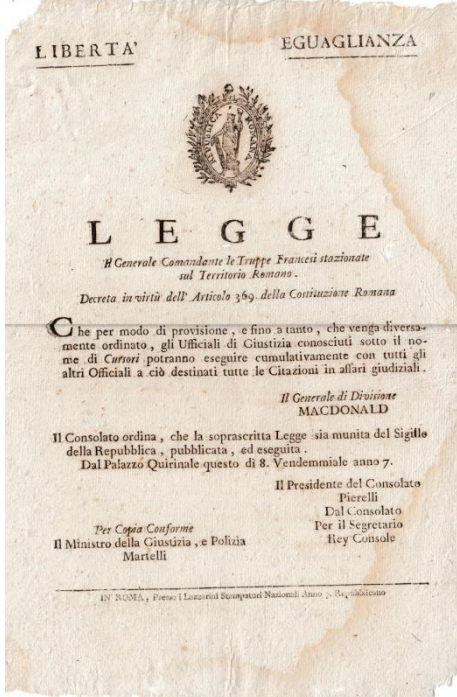 LIBERTA'
EGUAGLIANZA
REPUBBLICA ROMANA
LEGGE
Il Generale Comandante le Truppe Francesi stazionate
sul Territorio Romano.
Decreta in virtù dell' Articolo 369. della Costituzione Romana
Che per modo di provisione, e fino a tanto, che venga diversa-
mente ordinato, gli Ufficiali di Giustizia conosciuti sotto il no-
me di Cursori potranno eseguire cumulativamente con tutti gli
altri Officiali a ciò destinati tutte le Citazioni in affari giudiziali.
Il Generale di Divisione
MACDONALD
Il Consolato ordina, che la soprascritta Legge sia munita del Sigillo
della Repubblica, pubblicata, ed eseguita.
Dal Palazzo Quirinale questo di 8. Vendemmiale anno 7.
Il Presidente del Consolato
Pierelli
Dal Consolato
Per il Segretario
Rey Console
Per Copia Conforme
Il Ministro della Giustizia, e Polizia
Martelli
IN ROMA, Presso i Lazzarini Stampatori Nazionali Anno 7. Repubblicano